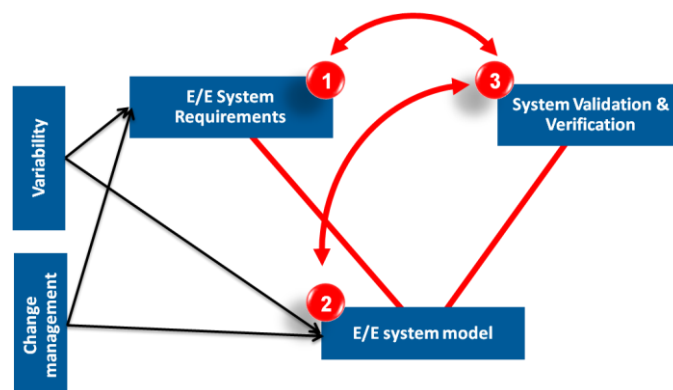 1
E/E System
Requirements
3
System Validation &
Verification
Variability
2
E/E system model
Change
management